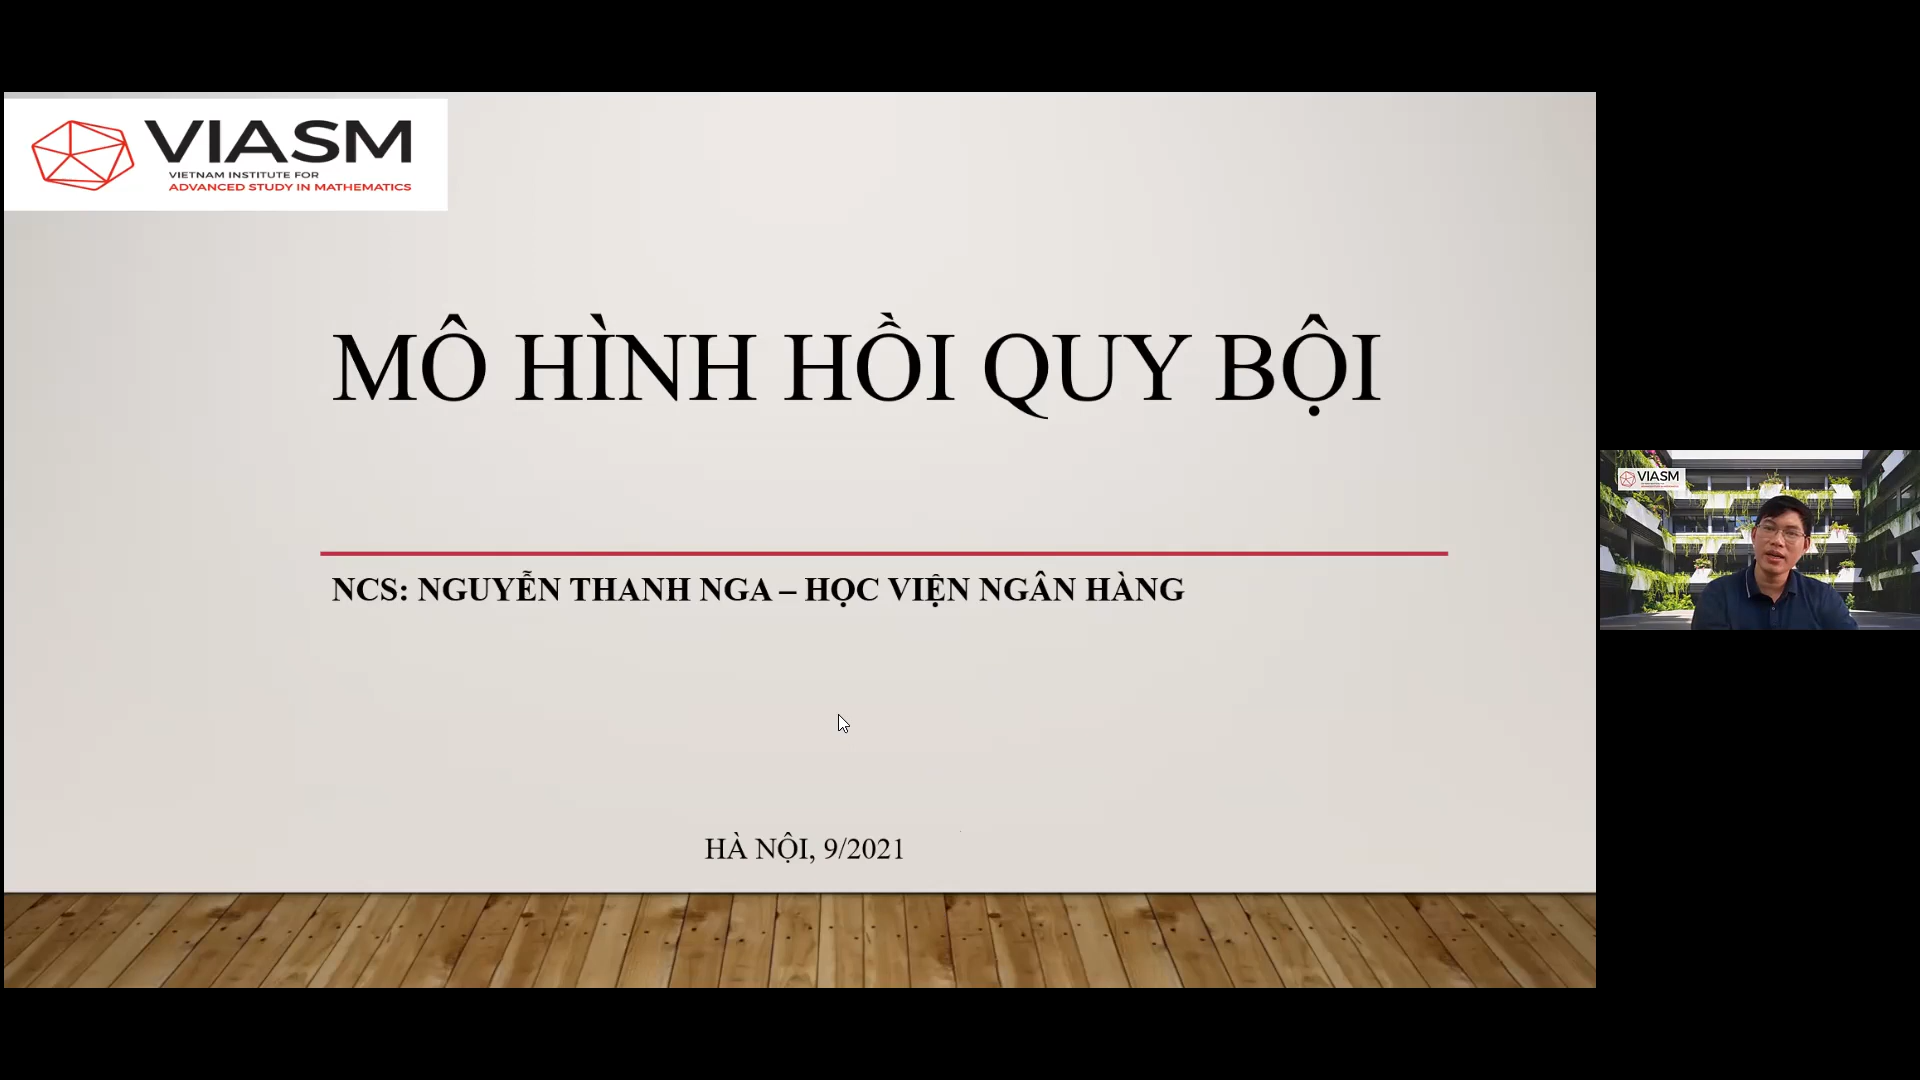 VIASM
VIETNAM INSTITUTE FOR
ADVANCED STUDY IN MATHEMATICS
MÔ HÌNH HỒI QUY BỘI
NCS: NGUYỄN THANH NGA – HỌC VIỆN NGÂN HÀNG
HÀ NỘI, 9/2021
VIASM